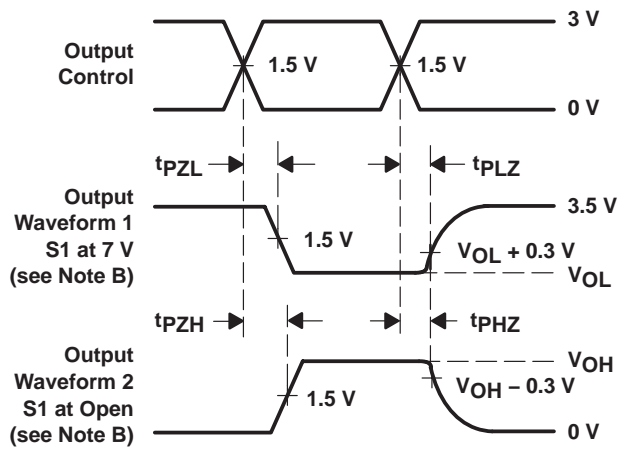 3 V
Output
Control
1.5 V
1.5 V
0 V
tPZL
tPLZ
Output
Waveform 1
S1 at 7 V
(see Note B)
3.5 V
1.5 V
VOL + 0.3 V
VOL
tPZH
tPHZ
Output
Waveform 2
S1 at Open
(see Note B)
VOH
1.5 V
VOH – 0.3 V
0 V